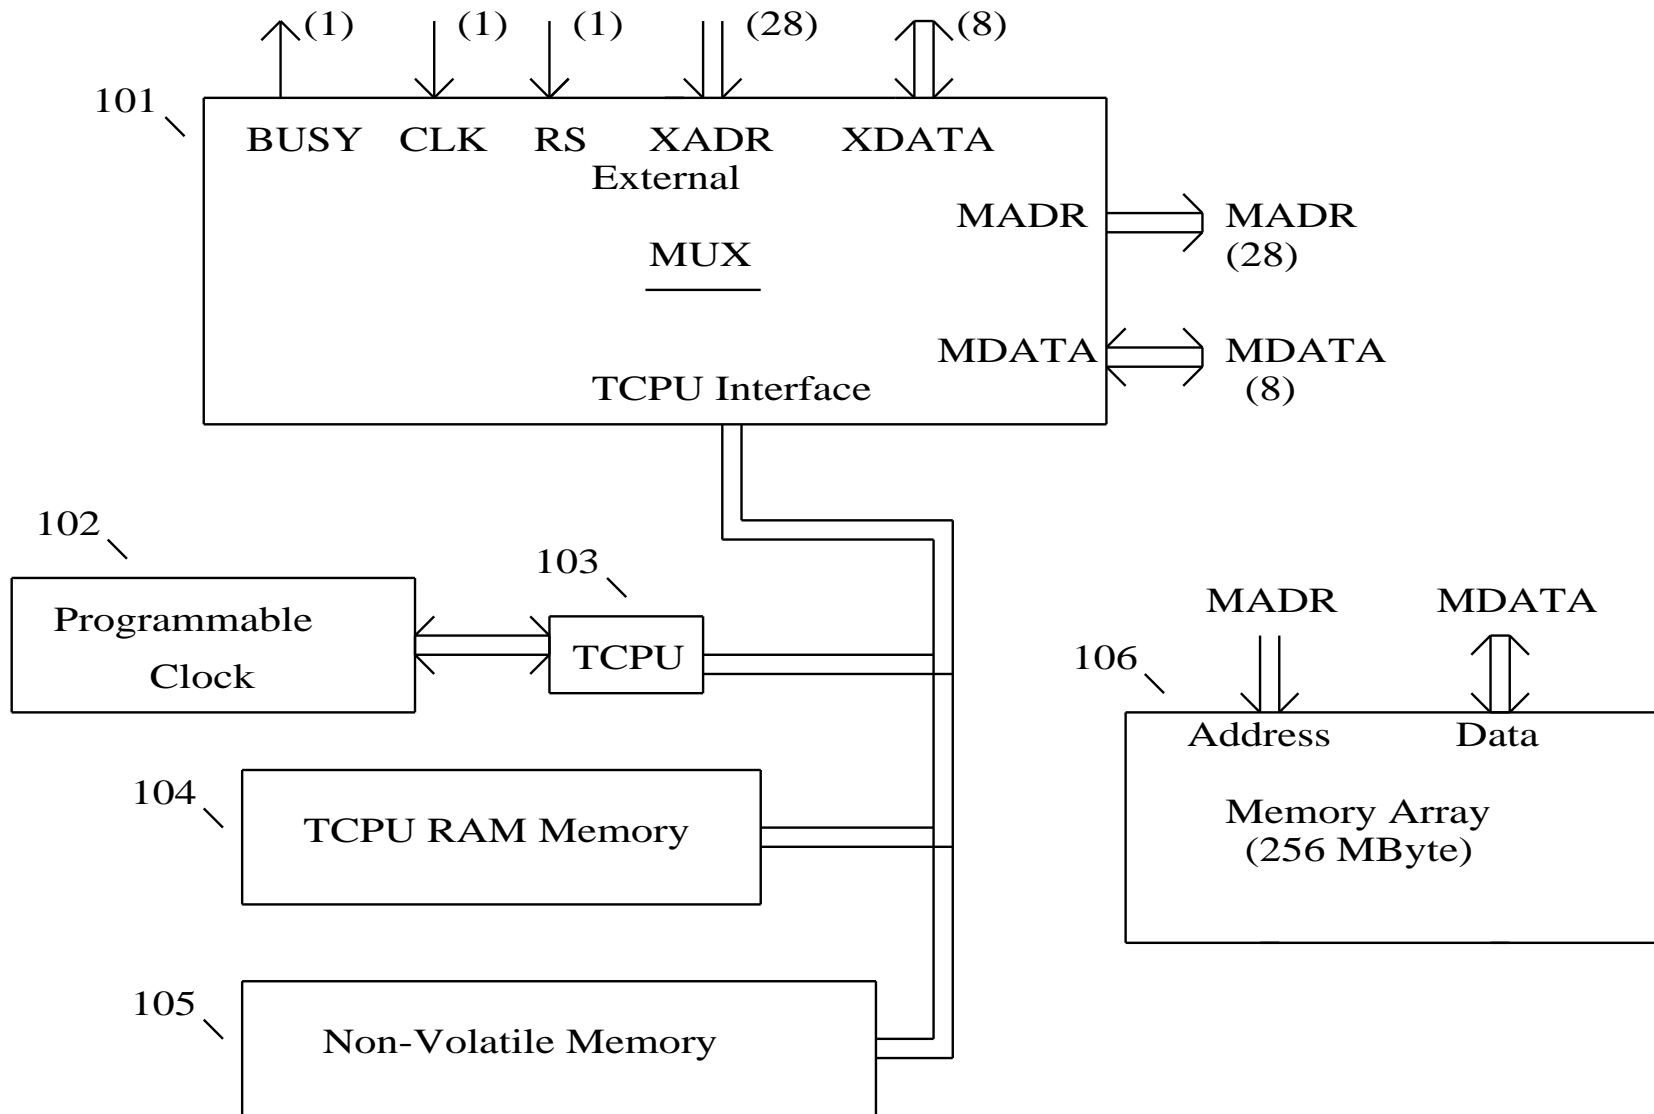 (1) (1) (1) (28) (8)
101
BUSY CLK RS XADR XDATA
External
MADR MADR
(28)
MUX
MDATA MDATA
(8)
TCPU Interface
102
103
Programmable
Clock
TCPU
MADR MDATA
106
Address Data
104
TCPU RAM Memory
Memory Array
(256 MByte)
105
Non-Volatile Memory